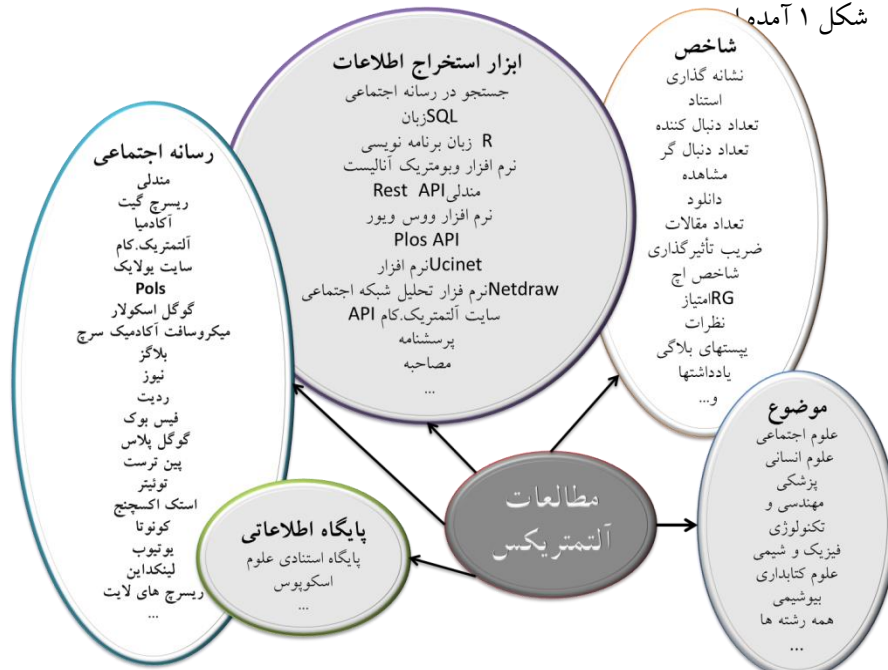 شکل ۱ آمده
شاخص
نشانه گذاری
استناد
تعداد دنبال کننده
تعداد دنبال گر
مشاهده
دانلود
تعداد مقالات
ضریب تأثیرگذاری
شاخص اچ
RGامتیاز
نظرات
پپستهای بلاگی
یادداشتها
و...
ابزار استخراج اطلاعات
جستجو در رسانه اجتماعی
SQLزبان
R زبان برنامه نویسی
نرم افزار وبومتریک آنالیست
مندلیRest API
نرم افزار ووس ویور
Plos API
Ucinetنرم افزار
Netdrawنرم فزار تحلیل شبکه اجتماعی
سایت آلتمتریک.کام API
پرسشنامه
مصاحبه
...
رسانه اجتماعی
مندلی
ریسرچ گیت
آکادمیا
آلتمتریک.کام
سایت یولایک
Pols
گوگل اسکولار
میکروسافت آکادمیک سرچ
بلاگز
نیوز
ردیت
فیس بوک
گوگل پلاس
پین ترست
توئیتر
استک اکسچنج
کونوتا
یوتیوب
لینکداین
ریسرچ های لایت
...
موضوع
علوم اجتماعی
علوم انسانی
پزشکی
مهندسی و
تکنولوژی
فیزیک و شیمی
علوم کتابداری
بیوشیمی
همه رشته ها
...
پایگاه اطلاعاتی
پایگاه استنادی علوم
اسکوپوس
...
مطالعات
آلتمتریکس